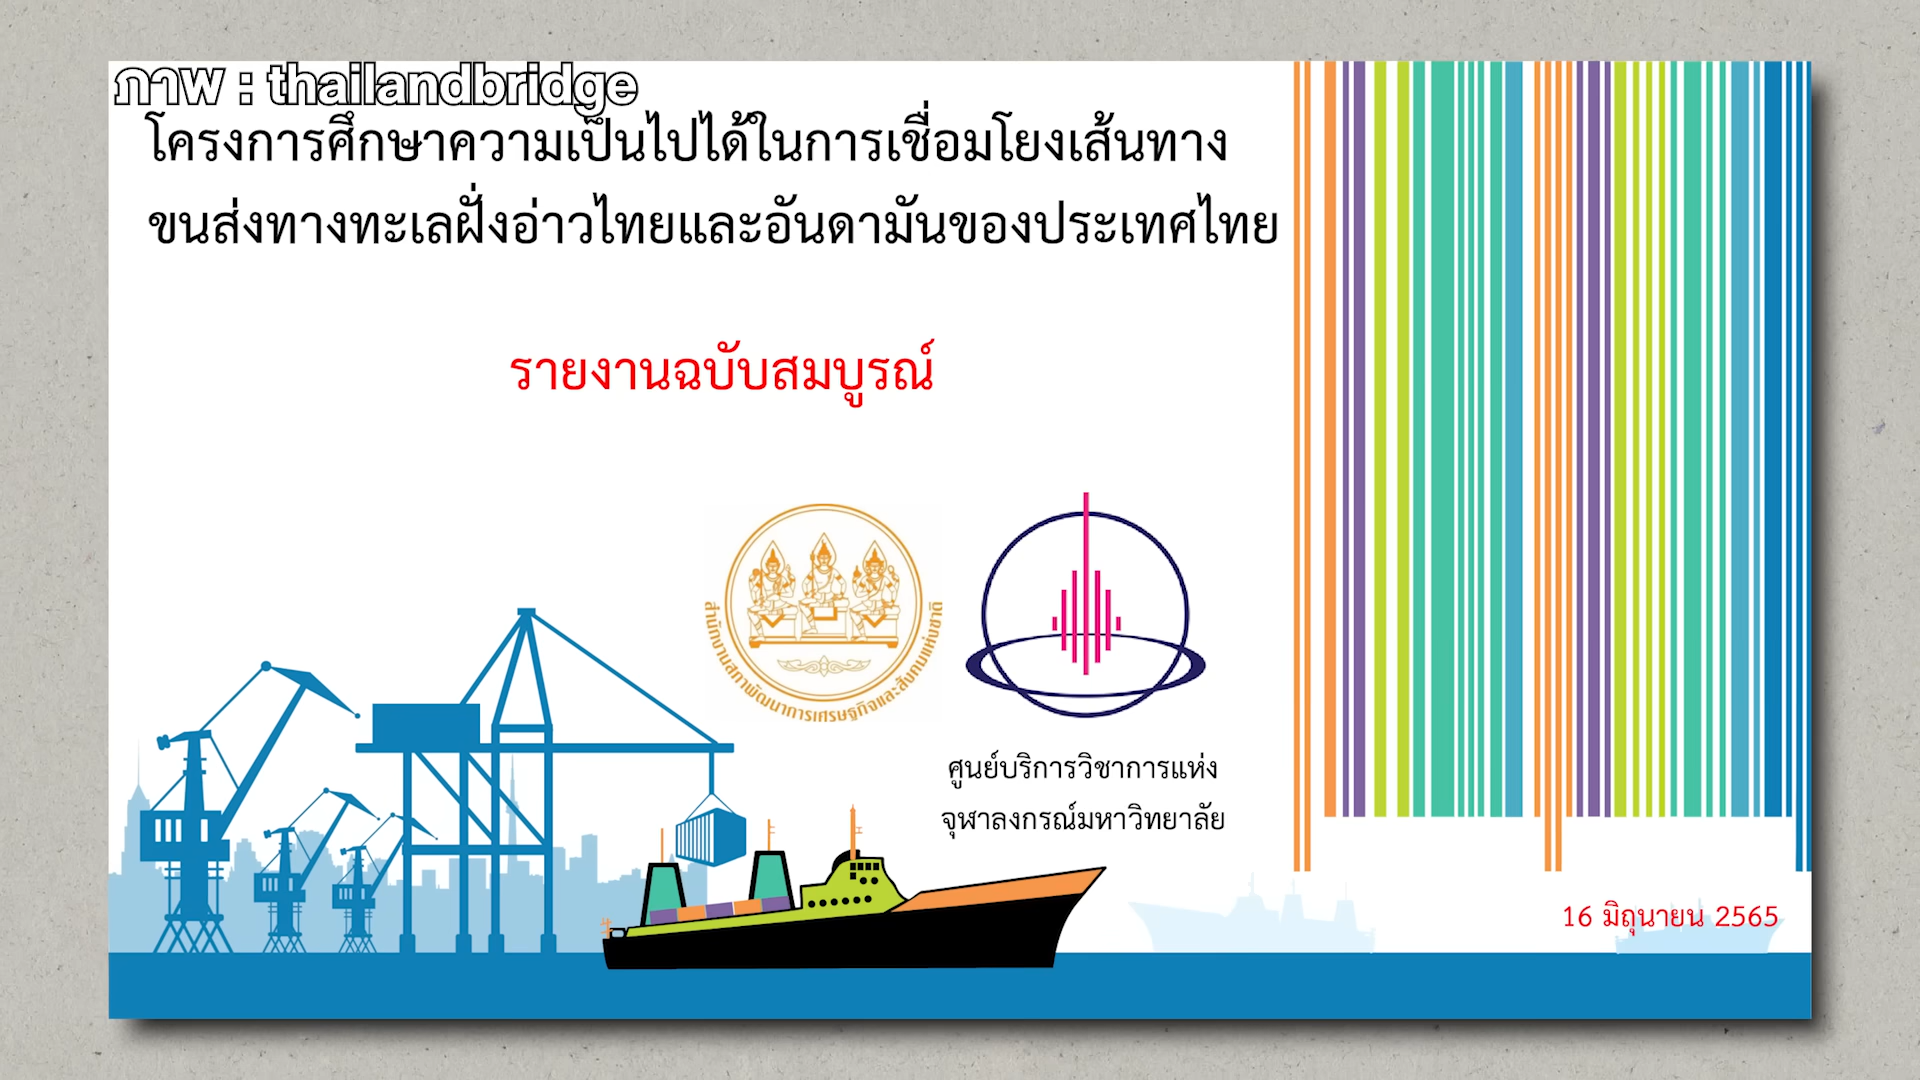 ภาพ : thailandbridge
โครงการศึกษาความเป็นไปได้ในการเชื่อมโยงเส้นทาง
ขนส่งทางทะเลฝั่งอ่าวไทยและอันดามันของประเทศไทย
รายงานฉบับสมบูรณ์
สำนักงานสภาพัฒนาการเศรษฐกิจและสังคมแห่งชาติ
ศูนย์บริการวิชาการแห่ง
จุฬาลงกรณ์มหาวิทยาลัย
16 มิถุนายน 2565